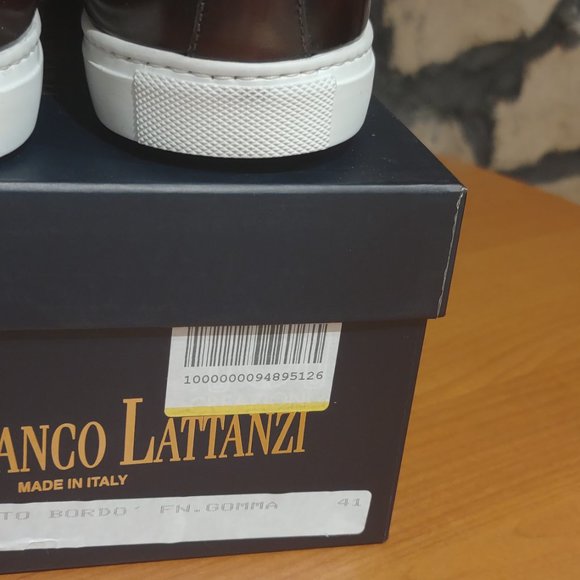 1000000094895126
ANCO LATTANZI
MADE IN ITALY
TO BORDO' FN.GOMMA 41